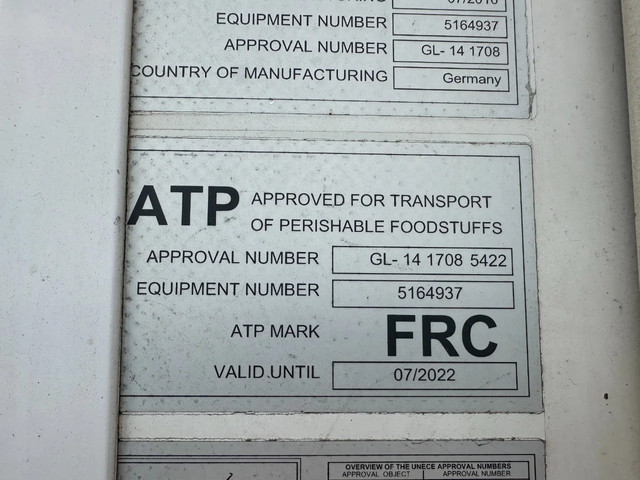 EQUIPMENT NUMBER 5164937
APPROVAL NUMBER GL- 14 1708
COUNTRY OF MANUFACTURING Germany
ATP APPROVED FOR TRANSPORT
OF PERISHABLE FOODSTUFFS
APPROVAL NUMBER GL- 14 1708 5422
EQUIPMENT NUMBER 5164937
ATP MARK FRC
VALID UNTIL 07/2022
OVERVIEW OF THE UNECE APPROVAL NUMBERS
APPROVAL OBJECT APPROVAL NUMBER